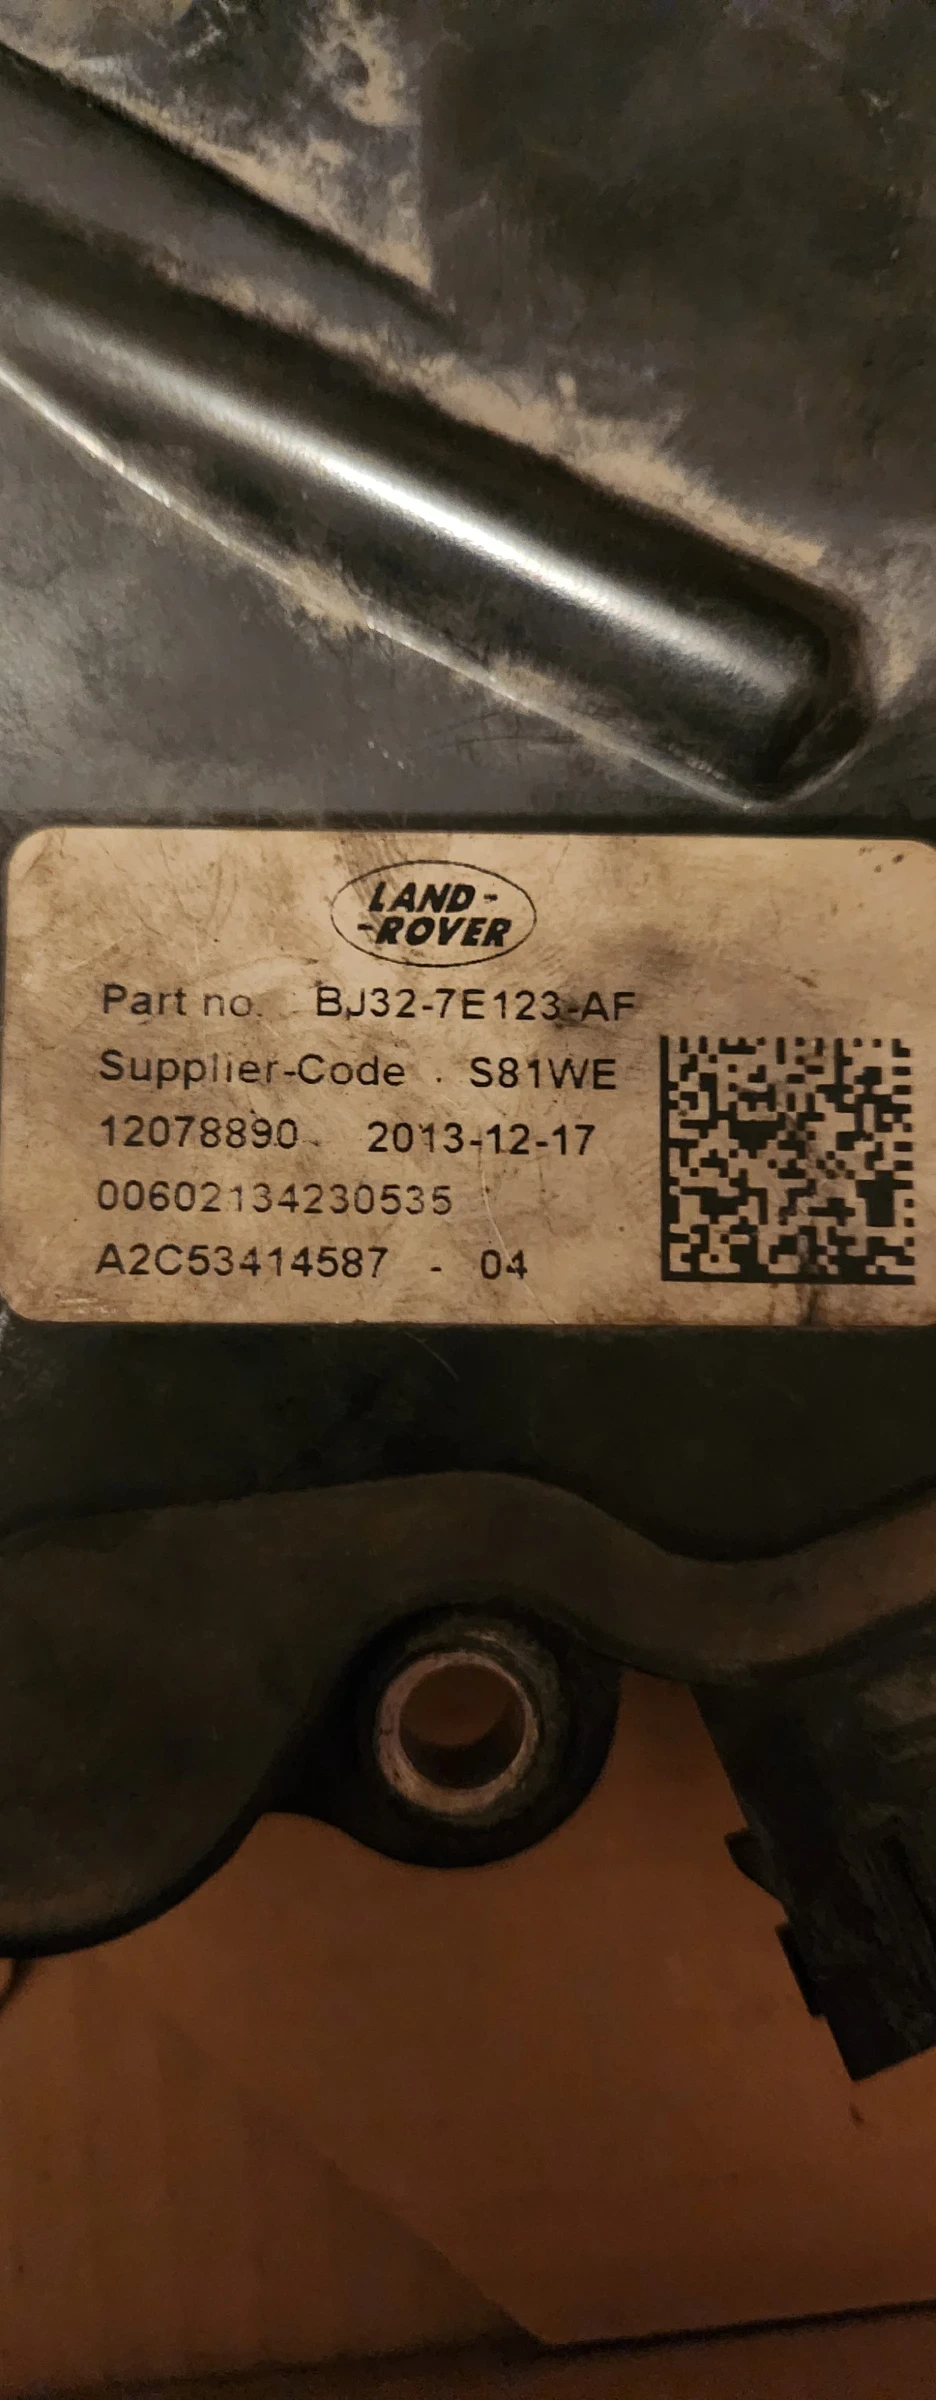 LAND-
-ROVER
Part no. BJ32-7E123-AF
Supplier-Code . S81WE
12078890 2013-12-17
00602134230535
A2C53414587 - 04